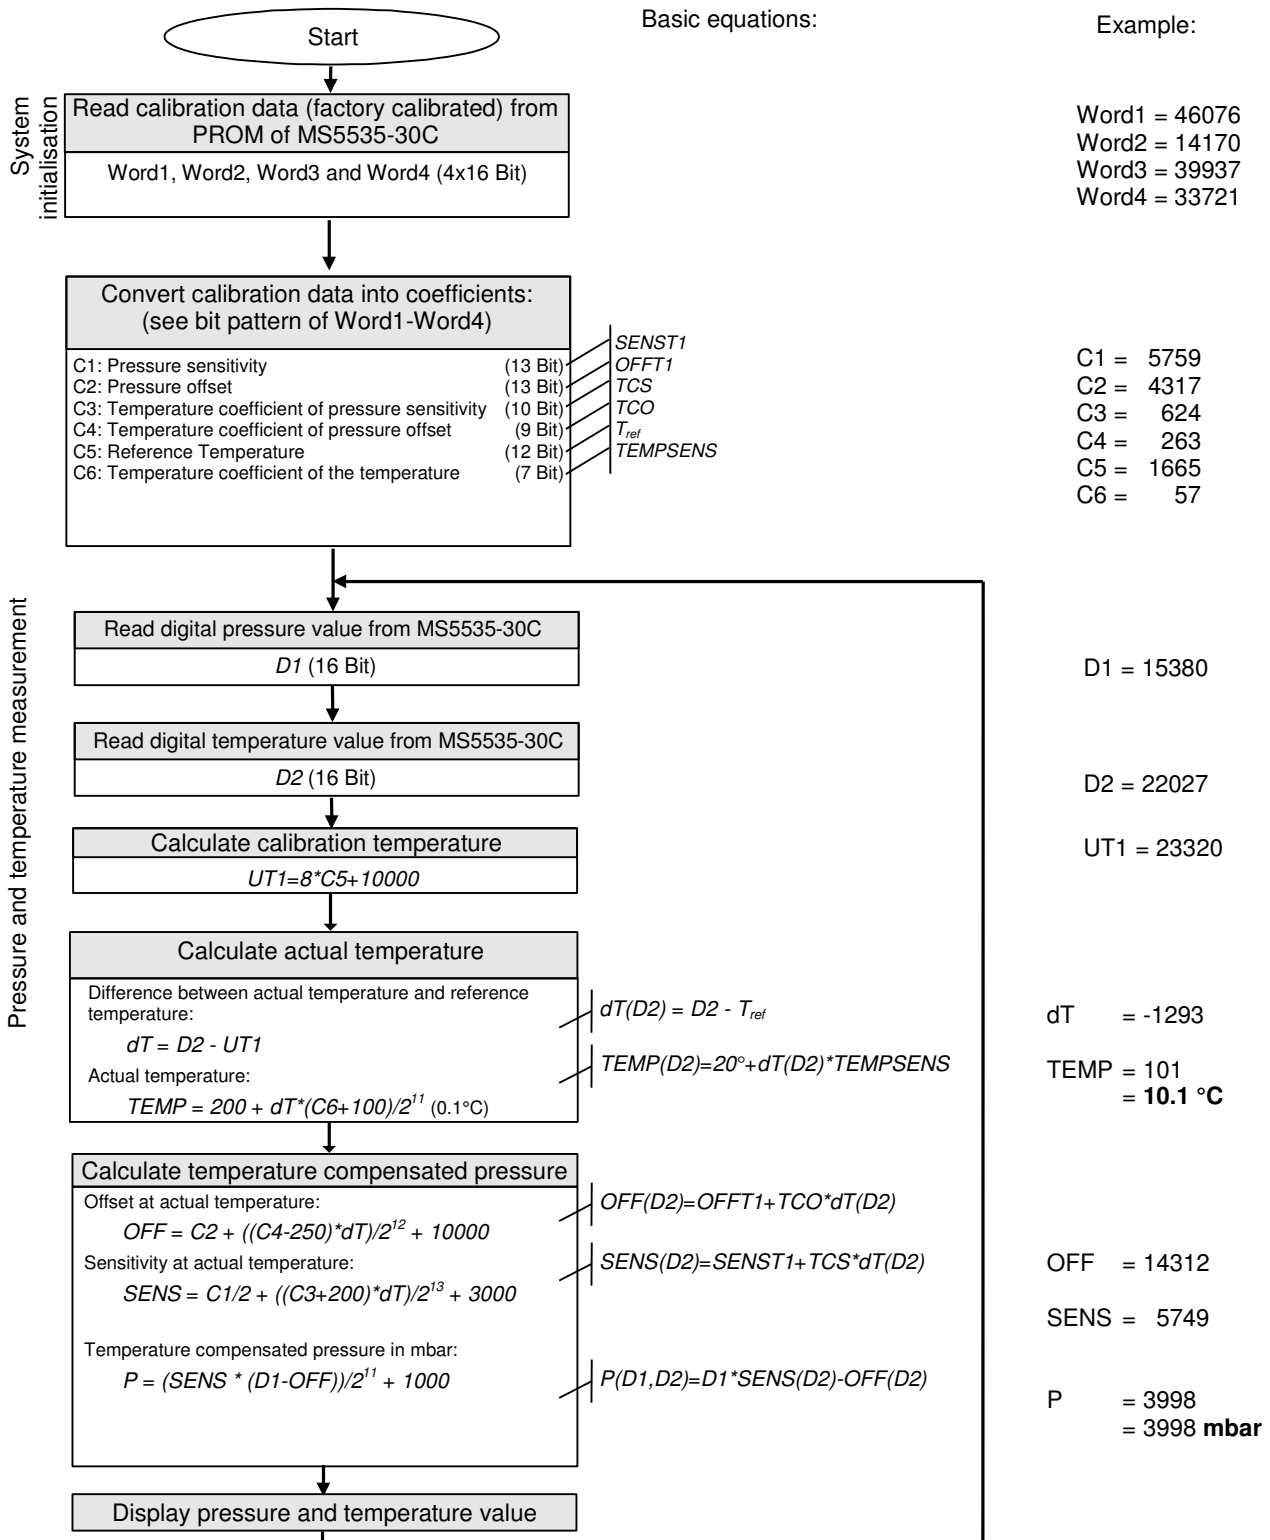 Basic equations:
Example:
Start
System
initialisation
Read calibration data (factory calibrated) from
PROM of MS5535-30C
Word1, Word2, Word3 and Word4 (4x16 Bit)
Word1 = 46076
Word2 = 14170
Word3 = 39937
Word4 = 33721
Convert calibration data into coefficients:
(see bit pattern of Word1-Word4)
C1: Pressure sensitivity (13 Bit)
C2: Pressure offset (13 Bit)
C3: Temperature coefficient of pressure sensitivity (10 Bit)
C4: Temperature coefficient of pressure offset (9 Bit)
C5: Reference Temperature (12 Bit)
C6: Temperature coefficient of the temperature (7 Bit)
SENST1
OFFT1
TCS
TCO
Tref
TEMPSENS
C1 = 5759
C2 = 4317
C3 = 624
C4 = 263
C5 = 1665
C6 = 57
Pressure and temperature measurement
Read digital pressure value from MS5535-30C
D1 (16 Bit)
D1 = 15380
Read digital temperature value from MS5535-30C
D2 (16 Bit)
D2 = 22027
Calculate calibration temperature
UT1=8*C5+10000
UT1 = 23320
Calculate actual temperature
Difference between actual temperature and reference
temperature:
dT = D2 - UT1
Actual temperature:
TEMP = 200 + dT*(C6+100)/2^11 (0.1°C)
dT(D2) = D2 - Tref
TEMP(D2)=20°+dT(D2)*TEMPSENS
dT = -1293
TEMP = 101
= 10.1 °C
Calculate temperature compensated pressure
Offset at actual temperature:
OFF = C2 + ((C4-250)*dT)/2^12 + 10000
Sensitivity at actual temperature:
SENS = C1/2 + ((C3+200)*dT)/2^13 + 3000
Temperature compensated pressure in mbar:
P = (SENS * (D1-OFF))/2^11 + 1000
OFF(D2)=OFFT1+TCO*dT(D2)
SENS(D2)=SENST1+TCS*dT(D2)
P(D1,D2)=D1*SENS(D2)-OFF(D2)
OFF = 14312
SENS = 5749
P = 3998
= 3998 mbar
Display pressure and temperature value